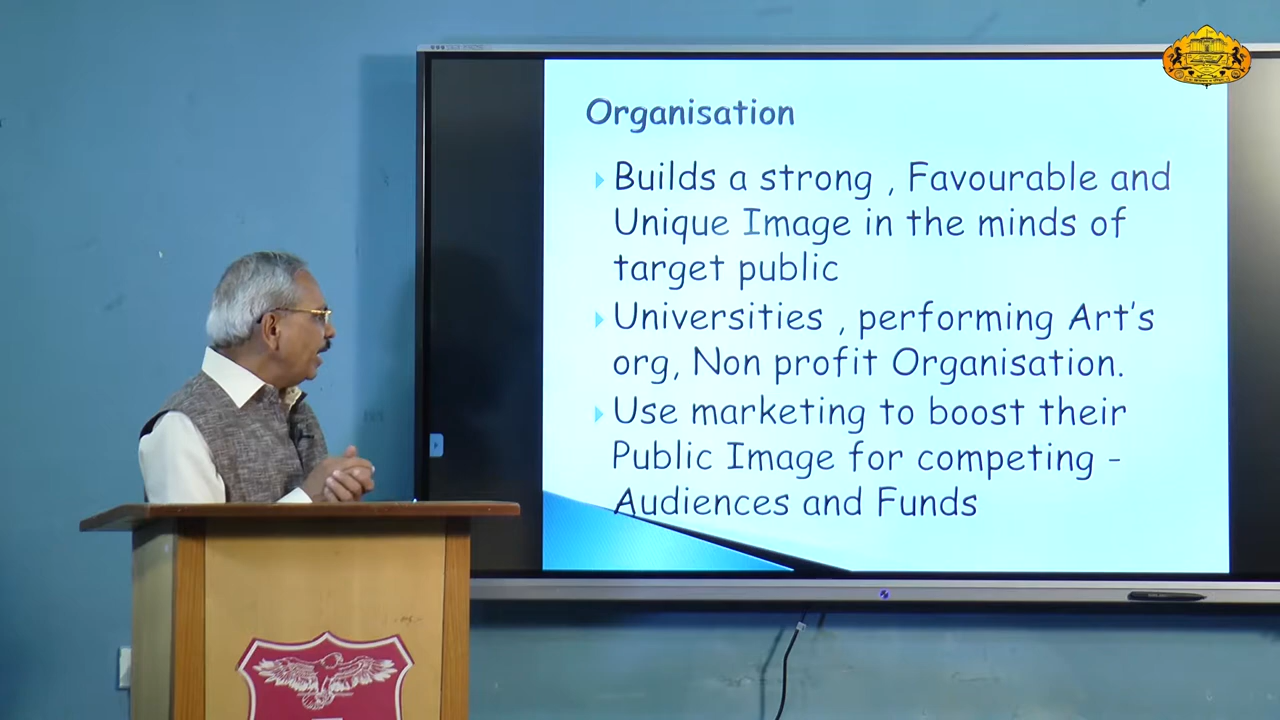 Organisation
Builds a strong , Favourable and
Unique Image in the minds of
target public
Universities , performing Art's
org, Non profit Organisation.
Use marketing to boost their
Public Image for competing -
Audiences and Funds